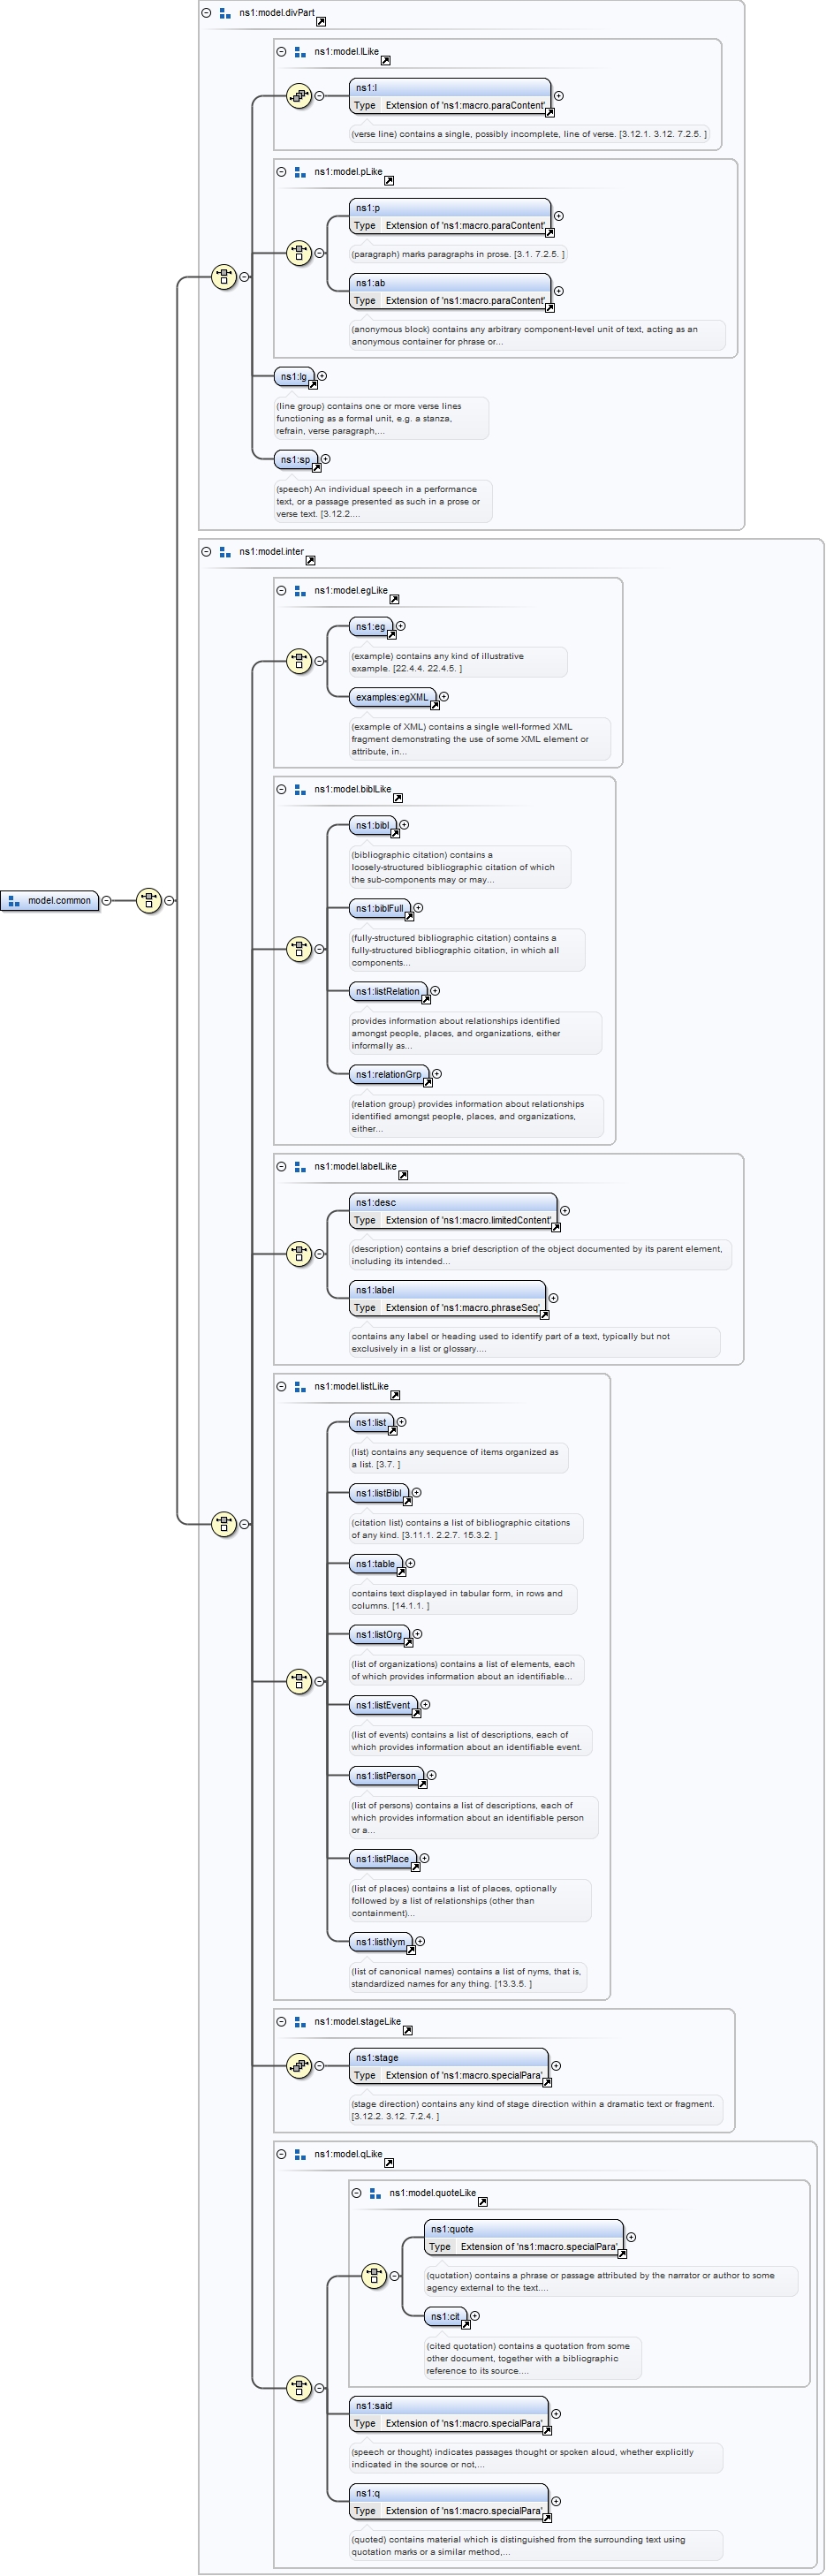 ns1:model.divPart
ns1:model.lLike
ns1:l
Type Extension of 'ns1:macro.paraContent'
(verse line) contains a single, possibly incomplete, line of verse. [3.12.1. 3.12. 7.2.5. ]
ns1:model.pLike
ns1:p
Type Extension of 'ns1:macro.paraContent'
(paragraph) marks paragraphs in prose. [3.1. 7.2.5. ]
ns1:ab
Type Extension of 'ns1:macro.paraContent'
(anonymous block) contains any arbitrary component-level unit of text, acting as an
anonymous container for phrase or...
ns1:lg
(line group) contains one or more verse lines
functioning as a formal unit, e.g. a stanza,
refrain, verse paragraph,...
ns1:sp
(speech) An individual speech in a performance
text, or a passage presented as such in a prose or
verse text. [3.12.2....
ns1:model.inter
ns1:model.egLike
ns1:eg
(example) contains any kind of illustrative
example. [22.4.4. 22.4.5. ]
examples:egXML
(example of XML) contains a single well-formed XML
fragment demonstrating the use of some XML element or
attribute, in...
ns1:model.biblLike
ns1:bibl
(bibliographic citation) contains a
loosely-structured bibliographic citation of which
the sub-components may or may...
model.common
ns1:biblFull
(fully-structured bibliographic citation) contains a
fully-structured bibliographic citation, in which all
components...
ns1:listRelation
provides information about relationships identified
amongst people, places, and organizations, either
informally as...
ns1:relationGrp
(relation group) provides information about relationships
identified amongst people, places, and organizations,
either...
ns1:model.labelLike
ns1:desc
Type Extension of 'ns1:macro.limitedContent'
(description) contains a brief description of the object documented by its parent element,
including its intended...
ns1:label
Type Extension of 'ns1:macro.phraseSeq'
contains any label or heading used to identify part of a text, typically but not
exclusively in a list or glossary....
ns1:model.listLike
ns1:list
(list) contains any sequence of items organized as
a list. [3.7. ]
ns1:listBibl
(citation list) contains a list of bibliographic citations
of any kind. [3.11.1. 2.2.7. 15.3.2. ]
ns1:table
contains text displayed in tabular form, in rows and
columns. [14.1.1. ]
ns1:listOrg
(list of organizations) contains a list of elements, each
of which provides information about an identifiable...
ns1:listEvent
(list of events) contains a list of descriptions, each of
which provides information about an identifiable event.
ns1:listPerson
(list of persons) contains a list of descriptions, each of
which provides information about an identifiable person
or a...
ns1:listPlace
(list of places) contains a list of places, optionally
followed by a list of relationships (other than
containment)...
ns1:listNym
(list of canonical names) contains a list of nyms, that is,
standardized names for any thing. [13.3.5. ]
ns1:model.stageLike
ns1:stage
Type Extension of 'ns1:macro.specialPara'
(stage direction) contains any kind of stage direction within a dramatic text or fragment.
[3.12.2. 3.12. 7.2.4. ]
ns1:model.qLike
ns1:model.quoteLike
ns1:quote
Type Extension of 'ns1:macro.specialPara'
(quotation) contains a phrase or passage attributed by the narrator or author to some
agency external to the text....
ns1:cit
(cited quotation) contains a quotation from some
other document, together with a bibliographic
reference to its source....
ns1:said
Type Extension of 'ns1:macro.specialPara'
(speech or thought) indicates passages thought or spoken aloud, whether explicitly
indicated in the source or not,...
ns1:q
Type Extension of 'ns1:macro.specialPara'
(quoted) contains material which is distinguished from the surrounding text using
quotation marks or a similar method,...